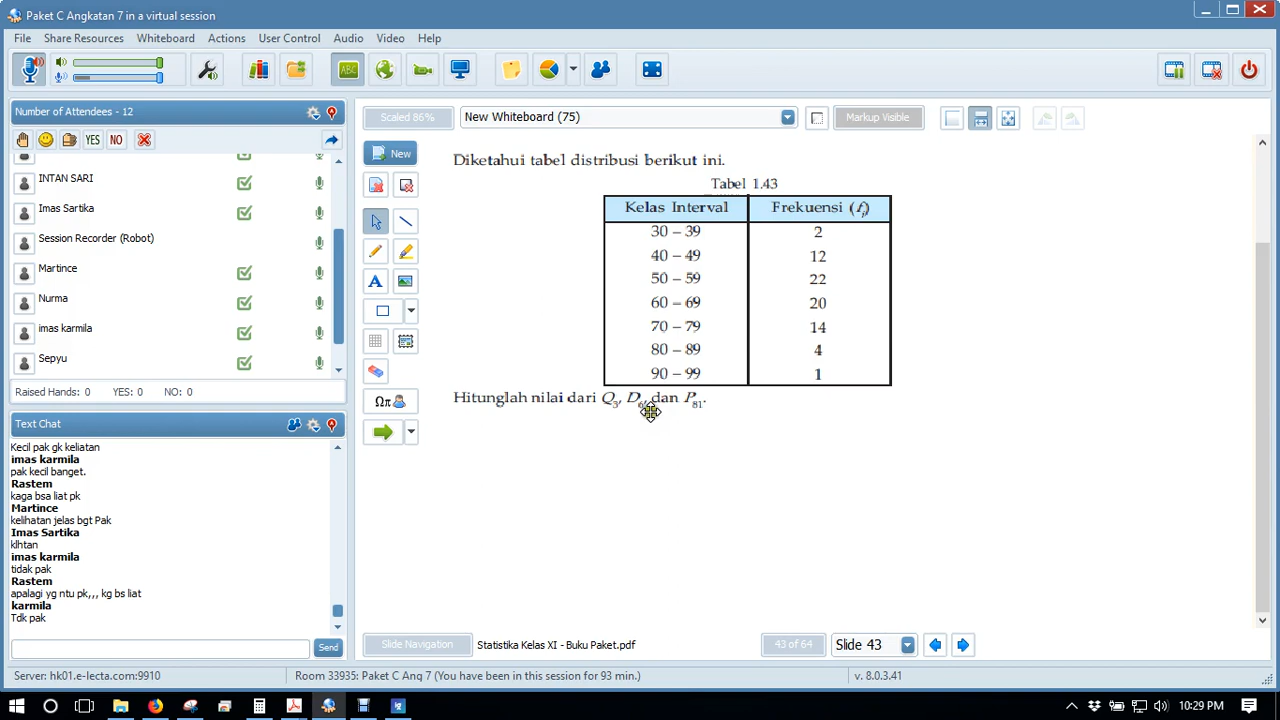 Paket C Angkatan 7 in a virtual session
File Share Resources Whiteboard Actions User Control Audio Video Help
ABC
Number of Attendees - 12
YES NO
INTAN SARI
Imas Sartika
Session Recorder (Robot)
Martince
Nurma
imas karmila
Sepyu
Raised Hands: 0 YES: 0 NO: 0
Text Chat
Kecil pak gk keliatan
imas karmila
pak kecil banget.
Rastem
kaga bsa liat pk
Martince
kelihatan jelas bgt Pak
Imas Sartika
klhtan
imas karmila
tidak pak
Rastem
apalagi yg ntu pk,,, kg bs liat
karmila
Tdk pak
Send
Scaled 86% New Whiteboard (75) Markup Visible
New
A
Ωπ
Diketahui tabel distribusi berikut ini.
Tabel 1.43
Kelas Interval Frekuensi (fi)
30 – 39 2
40 – 49 12
50 – 59 22
60 – 69 20
70 – 79 14
80 – 89 4
90 – 99 1
Hitunglah nilai dari Q3, D6, dan P81.
Slide Navigation Statistika Kelas XI - Buku Paket.pdf 43 of 64 Slide 43
Server: hk01.e-lecta.com:9910 Room 33935: Paket C Ang 7 (You have been in this session for 93 min.) v. 8.0.3.41
10:29 PM